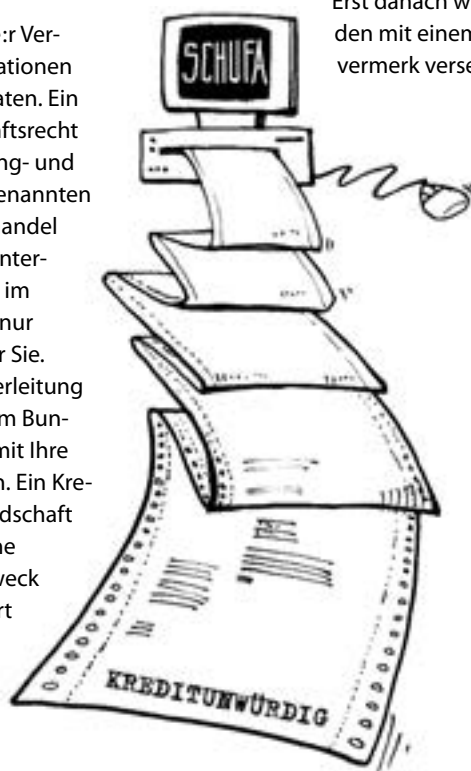 :r Ver-
ationen
aten. Ein
ftsrecht
ng- und
enannten
andel
nter-
im
nur
r Sie.
erleitung
m Bun-
mit Ihre
n. Ein Kre-
dschaft
ne
weck
rt
Erst danach w
den mit einem
vermerk verse
SCHUFA
KREDITUNWÜRDIG